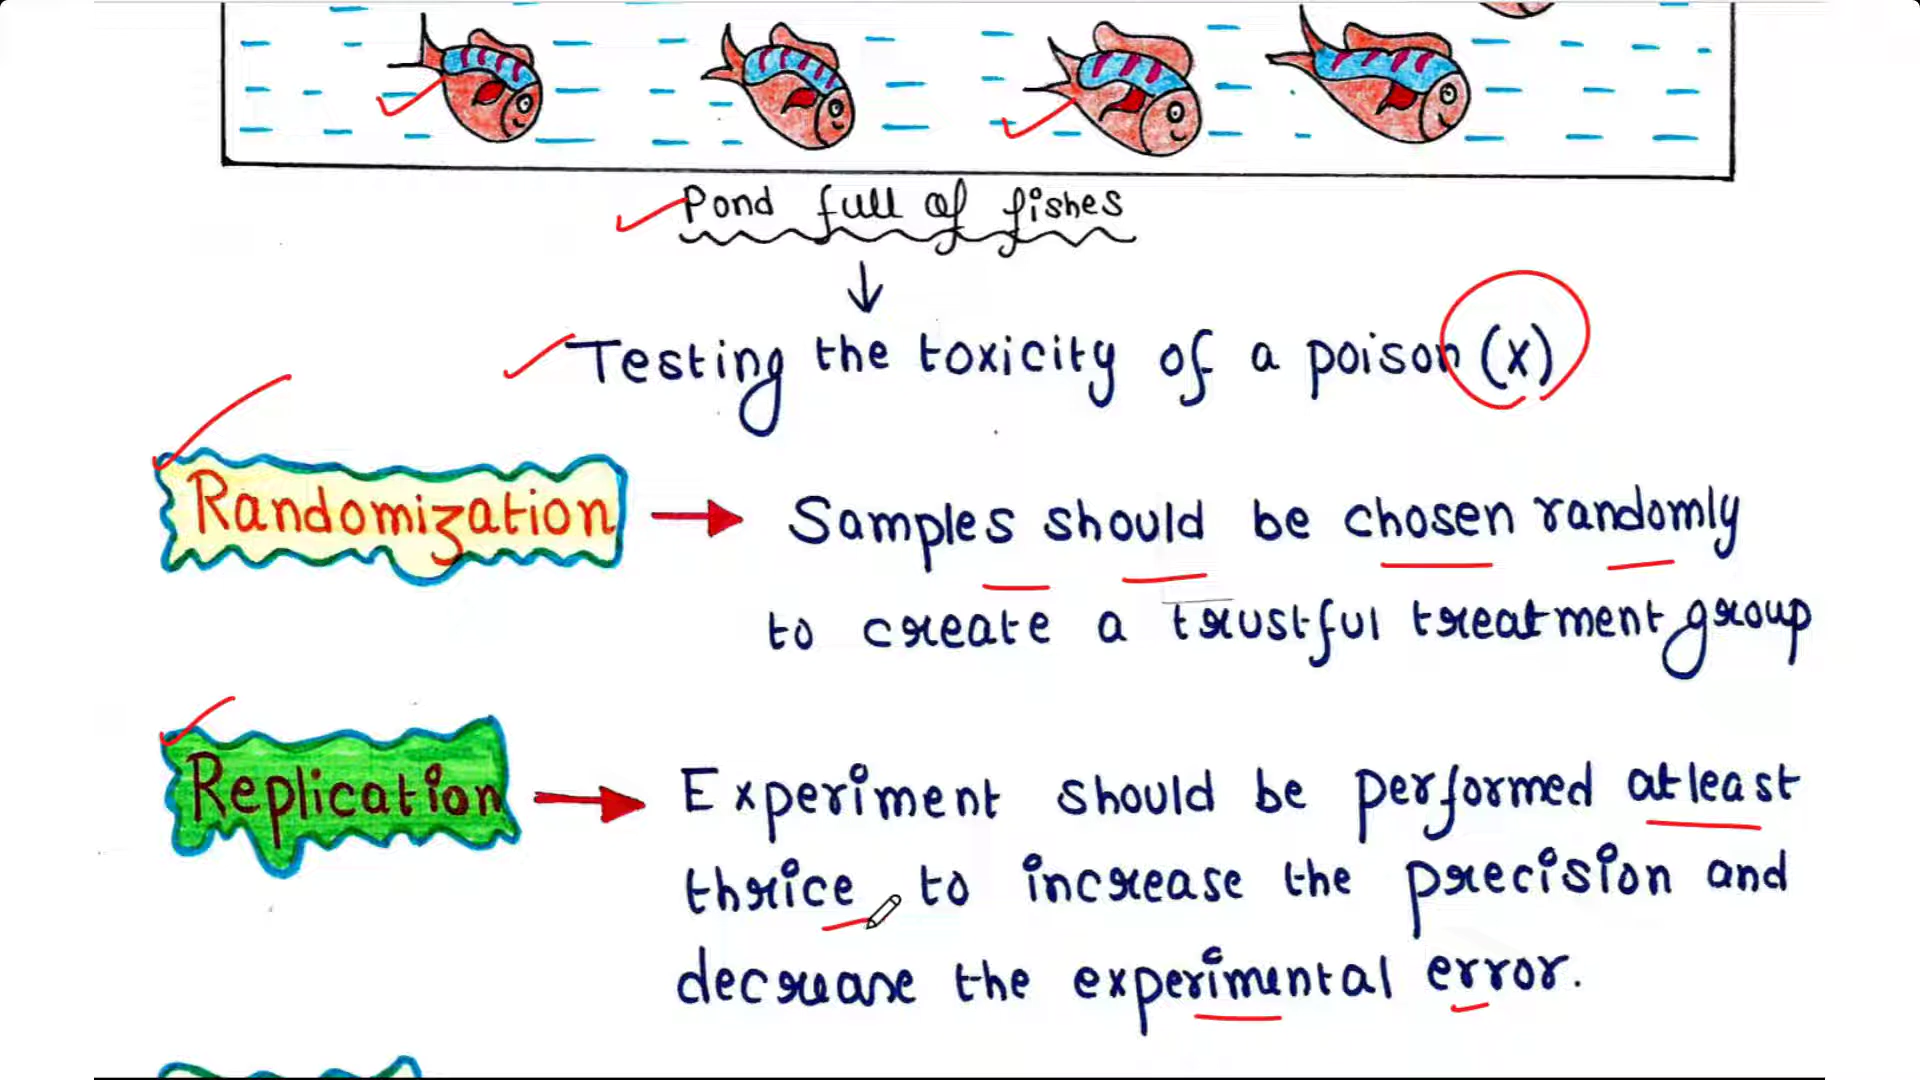 Pond full of fishes
Testing the toxicity of a poison (x)
Randomization
Samples should be chosen randomly
to create a trustful treatment group
Replication
Experiment should be performed atleast
thrice to increase the precision and
decrease the experimental error.